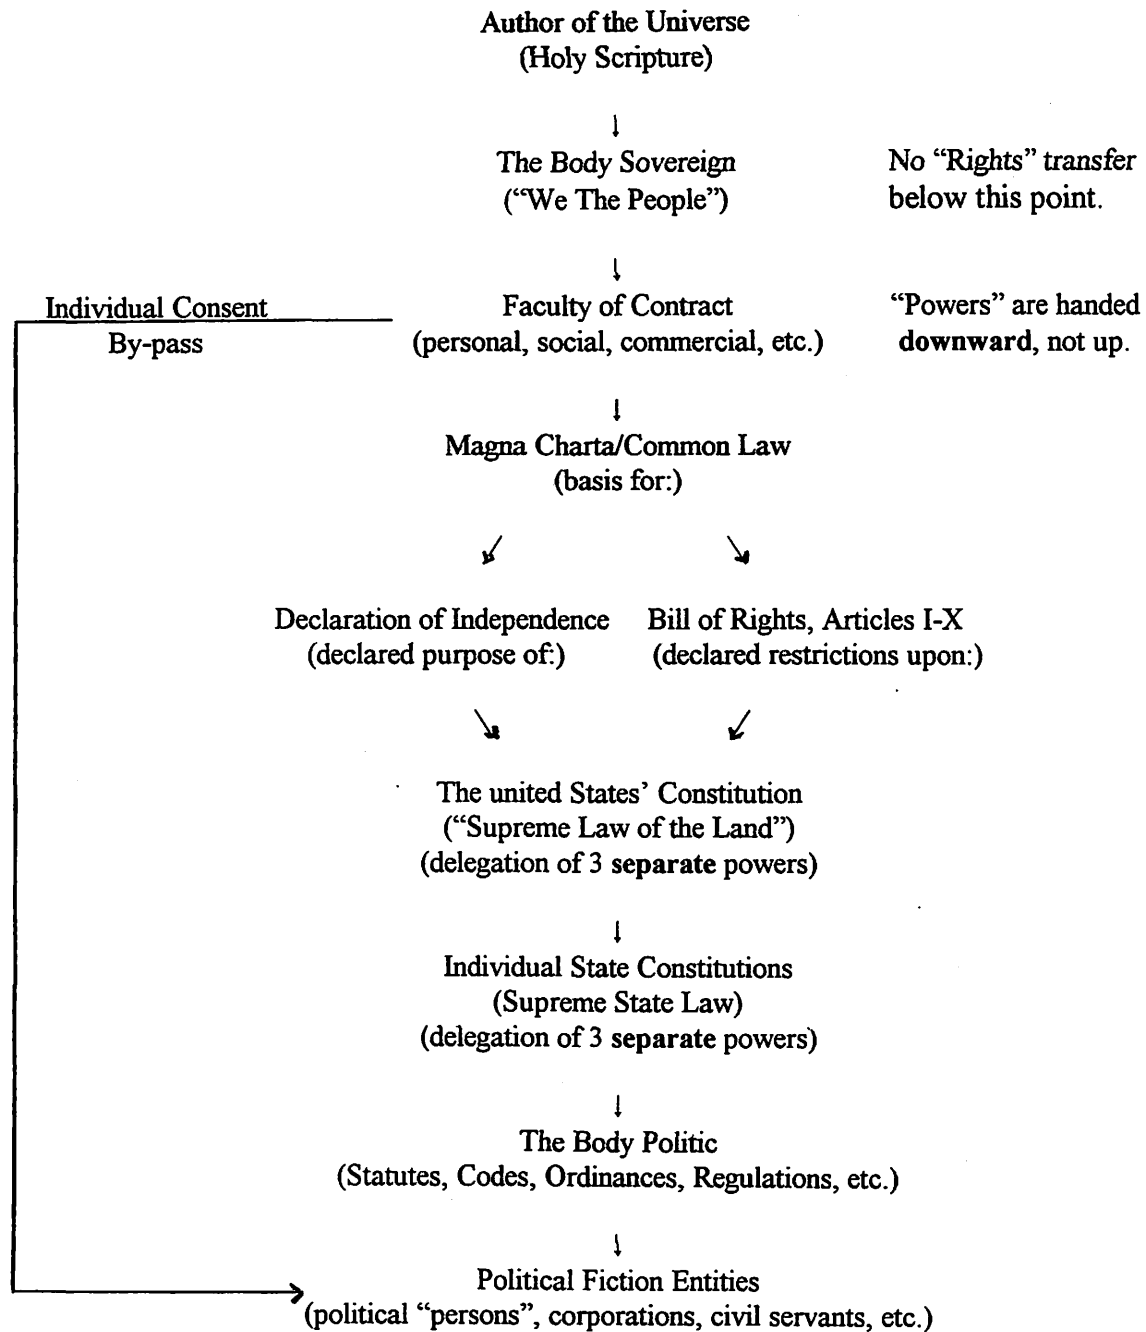 Author of the Universe
(Holy Scripture)
↓
The Body Sovereign
(“We The People”)
No “Rights” transfer
below this point.
↓
Individual Consent
By-pass
Faculty of Contract
(personal, social, commercial, etc.)
“Powers” are handed
downward, not up.
↓
Magna Charta/Common Law
(basis for:)
↙ ↘
Declaration of Independence
(declared purpose of:)
Bill of Rights, Articles I-X
(declared restrictions upon:)
↘ ↙
The united States’ Constitution
(“Supreme Law of the Land”)
(delegation of 3 separate powers)
↓
Individual State Constitutions
(Supreme State Law)
(delegation of 3 separate powers)
↓
The Body Politic
(Statutes, Codes, Ordinances, Regulations, etc.)
↓
Political Fiction Entities
(political “persons”, corporations, civil servants, etc.)